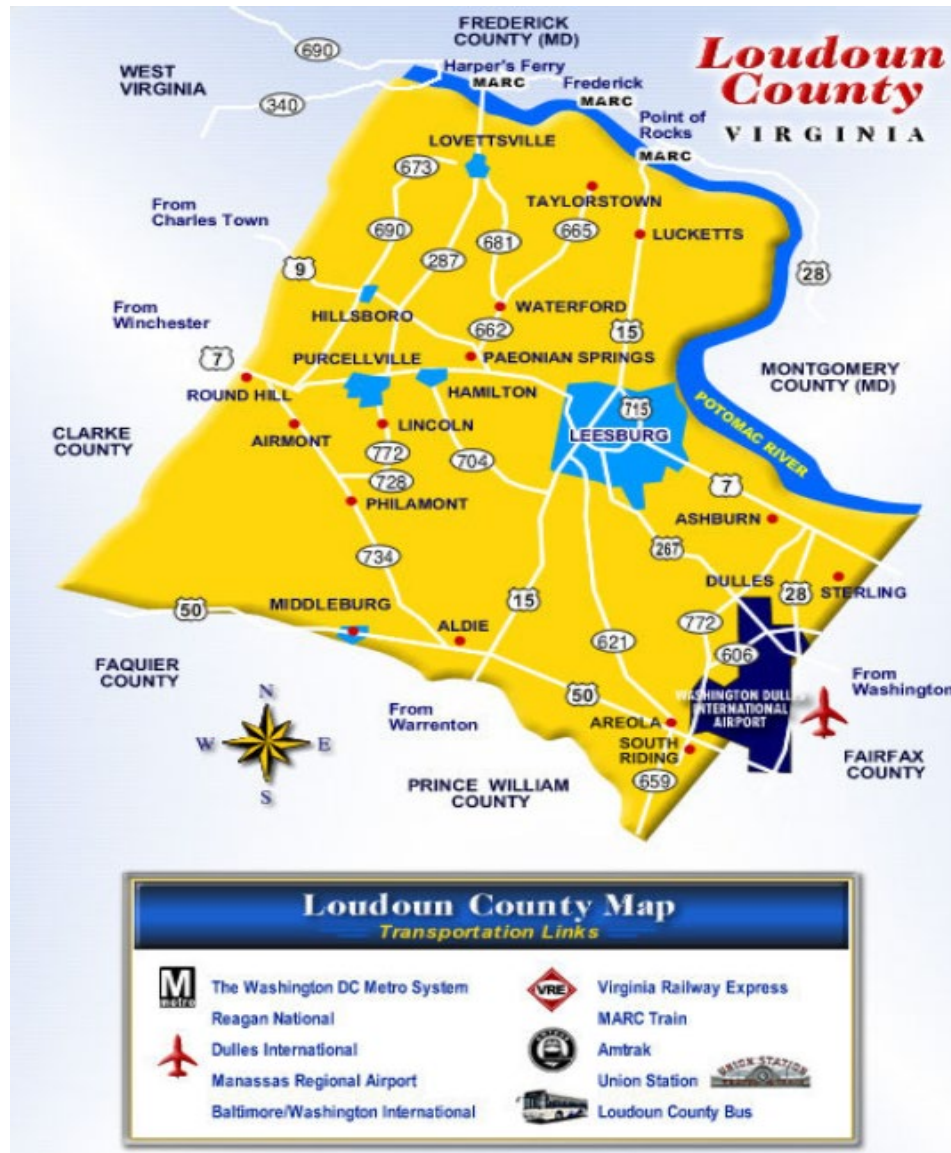 FREDERICK
COUNTY (MD)
Loudoun
County
VIRGINIA
690
WEST
VIRGINIA
Harper's Ferry
MARC
Frederick
MARC
340
Point of
Rocks
MARC
LOVETTSVILLE
673
TAYLORSTOWN
From
Charles Town
690
681
665
LUCKETTS
287
9
28
From
Winchester
HILLSBORO
WATERFORD
662
15
7
PURCELLVILLE
PAEONIAN SPRINGS
MONTGOMERY
COUNTY (MD)
ROUND HILL
HAMILTON
POTOMAC RIVER
715
CLARKE
COUNTY
AIRMONT
LINCOLN
LEESBURG
772
704
728
7
PHILAMONT
ASHBURN
267
734
DULLES
STERLING
50
MIDDLEBURG
15
28
ALDIE
772
621
606
FAQUIER
COUNTY
From
Washington
50
WASHINGTON DULLES
INTERNATIONAL
AIRPORT
N
W E
S
From
Warrenton
AREOLA
SOUTH
RIDING
FAIRFAX
COUNTY
659
PRINCE WILLIAM
COUNTY
Loudoun County Map
Transportation Links
M
metro
The Washington DC Metro System
Reagan National
Dulles International
Manassas Regional Airport
Baltimore/Washington International
VRE
Virginia Railway Express
MARC Train
Amtrak
Union Station
UNION STATION
Loudoun County Bus